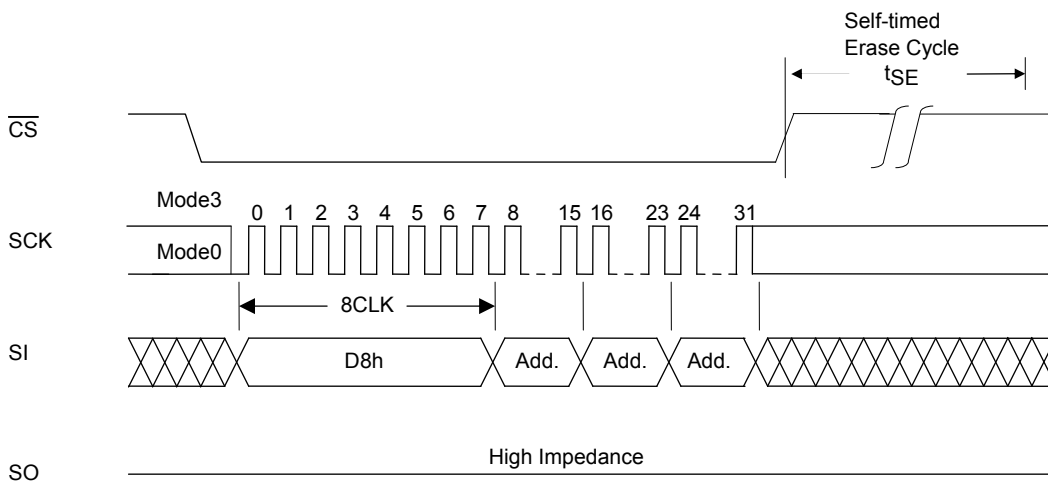 Self-timed
Erase Cycle
tSE
CS
Mode3
0 1 2 3 4 5 6 7 8 15 16 23 24 31
SCK
Mode0
8CLK
SI
D8h Add. Add. Add.
High Impedance
SO